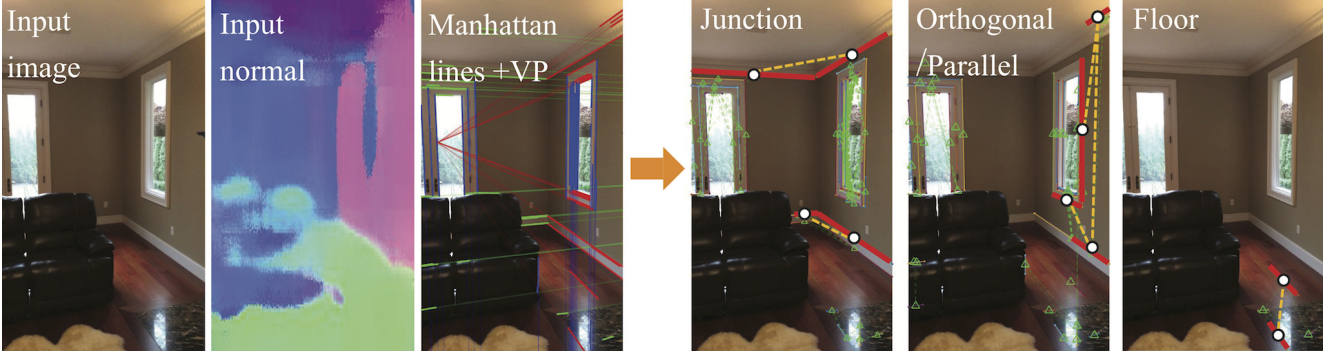 Input
image
Input
normal
Manhattan
lines +VP
Junction
Orthogonal
/Parallel
Floor